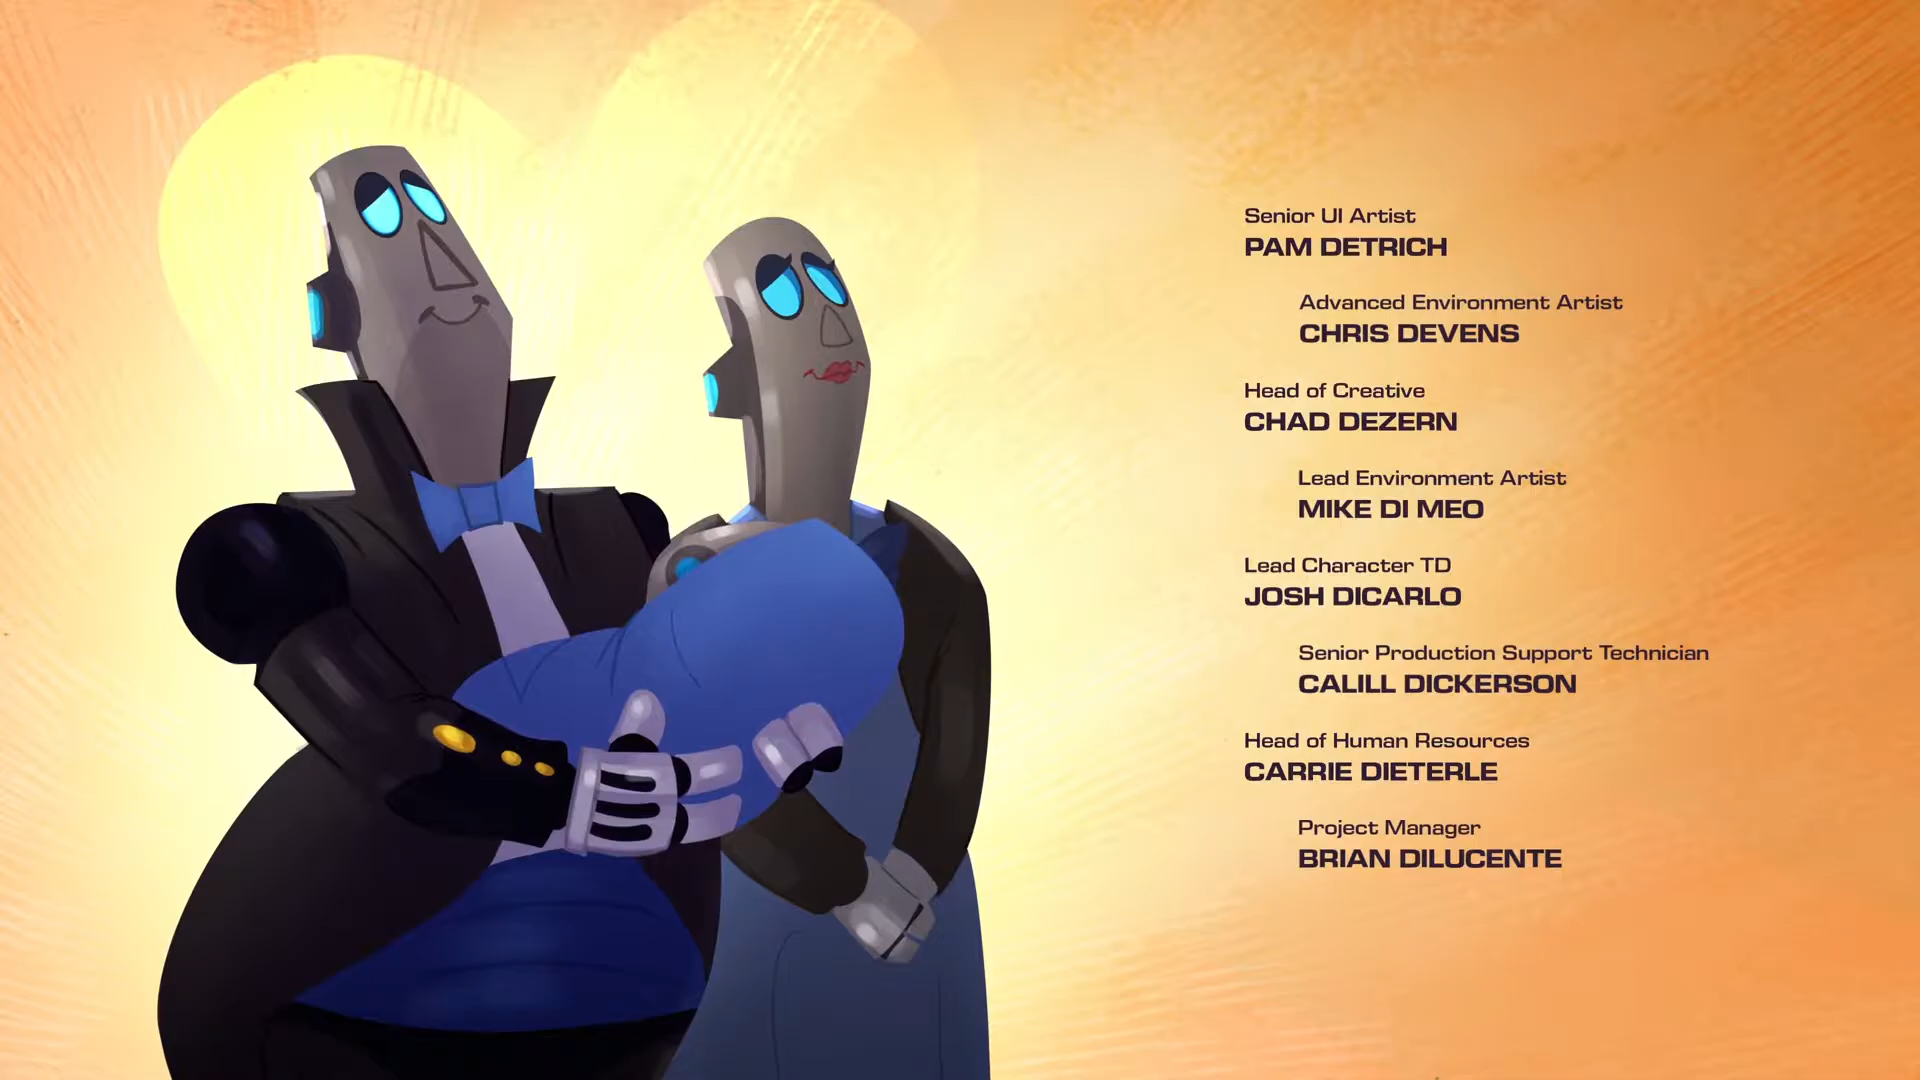 Senior UI Artist
PAM DETRICH
Advanced Environment Artist
CHRIS DEVENS
Head of Creative
CHAD DEZERN
Lead Environment Artist
MIKE DI MEO
Lead Character TD
JOSH DICARLO
Senior Production Support Technician
CALILL DICKERSON
Head of Human Resources
CARRIE DIETERLE
Project Manager
BRIAN DILUCENTE